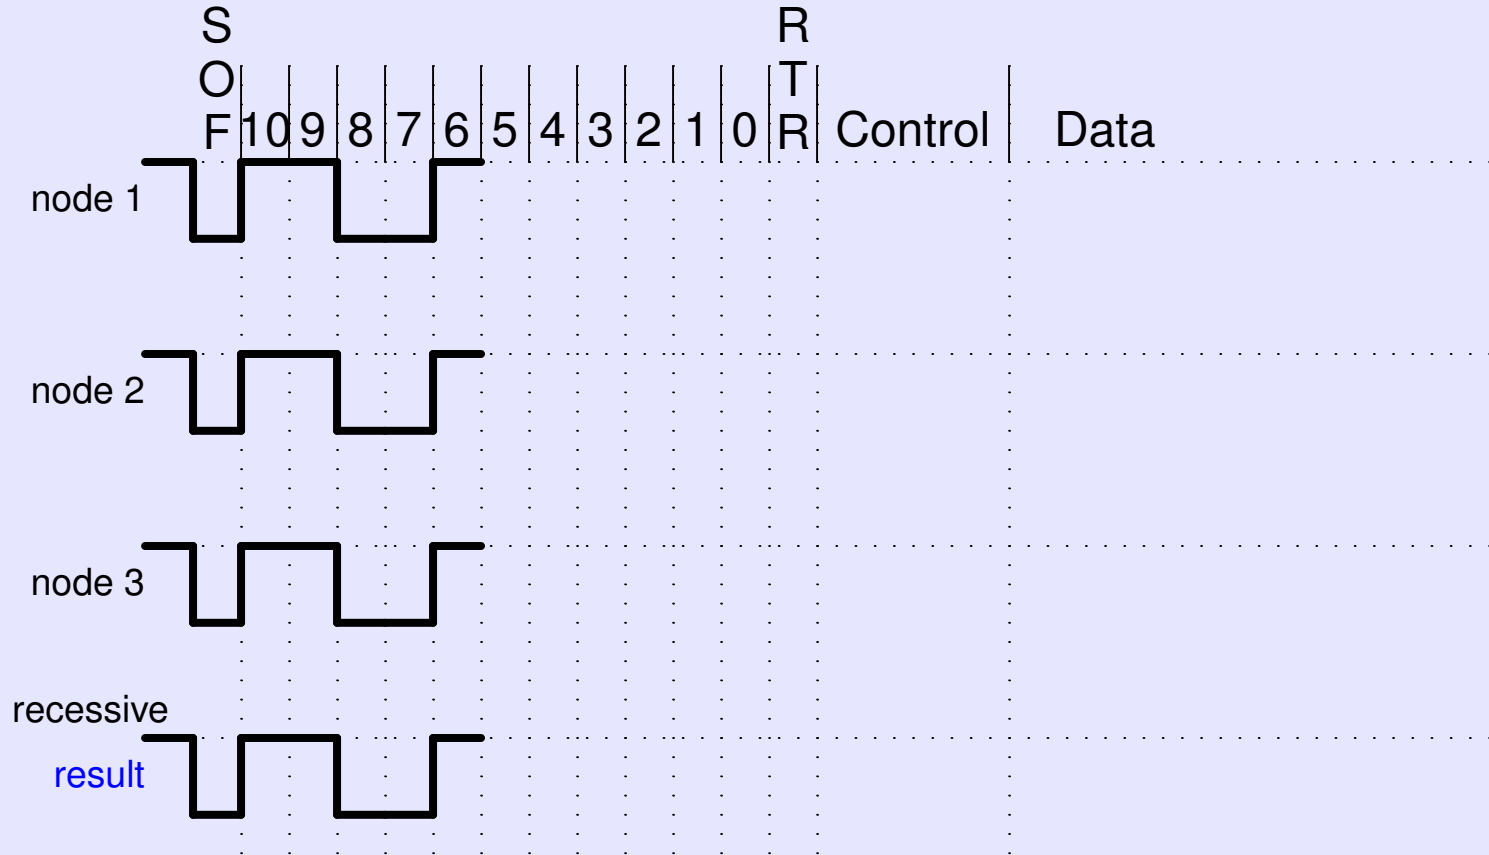 S
O
F
R
T
R
10 9 8 7 6 5 4 3 2 1 0 Control Data
node 1
node 2
node 3
recessive
result